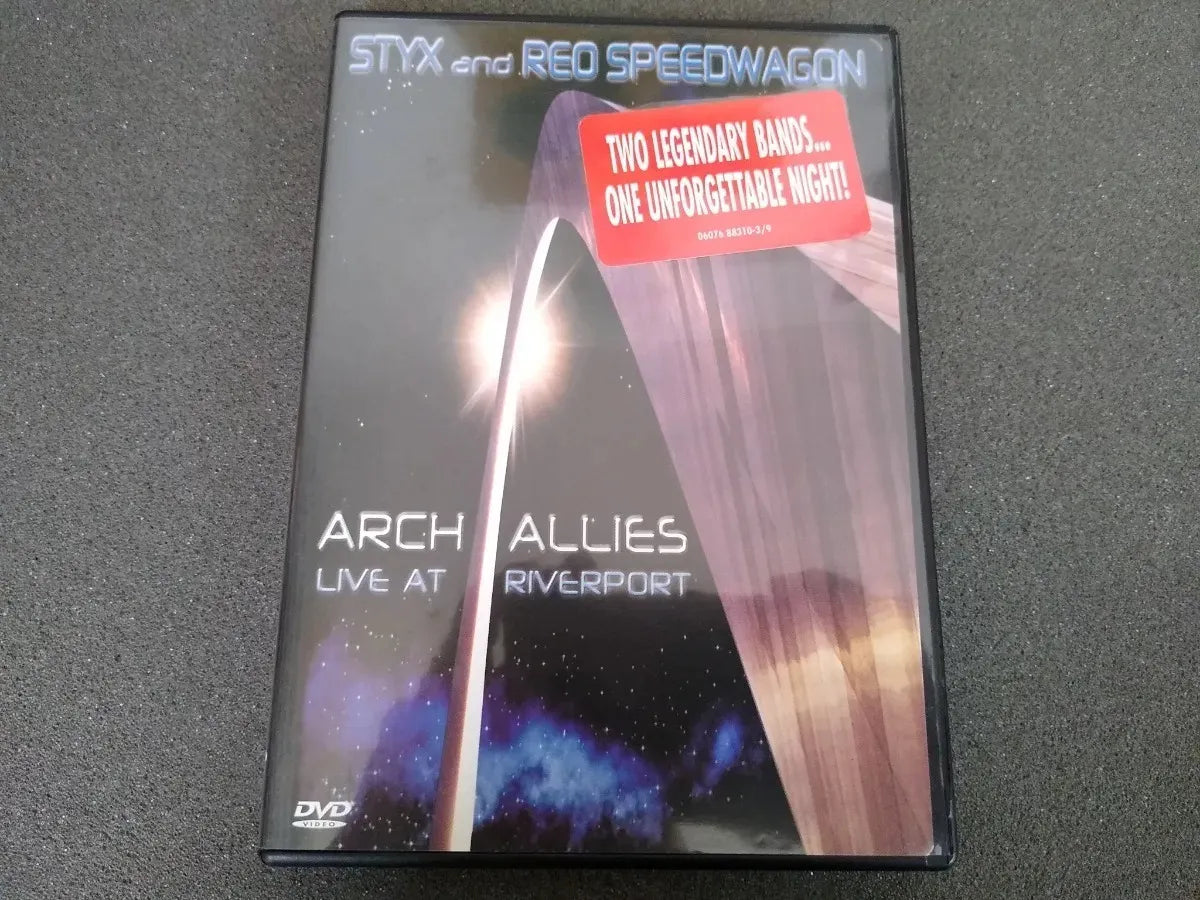 STYX and REO SPEEDWAGON
TWO LEGENDARY BANDS...
ONE UNFORGETTABLE NIGHT!
06076 88310-3/9
ARCH ALLIES
LIVE AT RIVERPORT
DVD
VIDEO